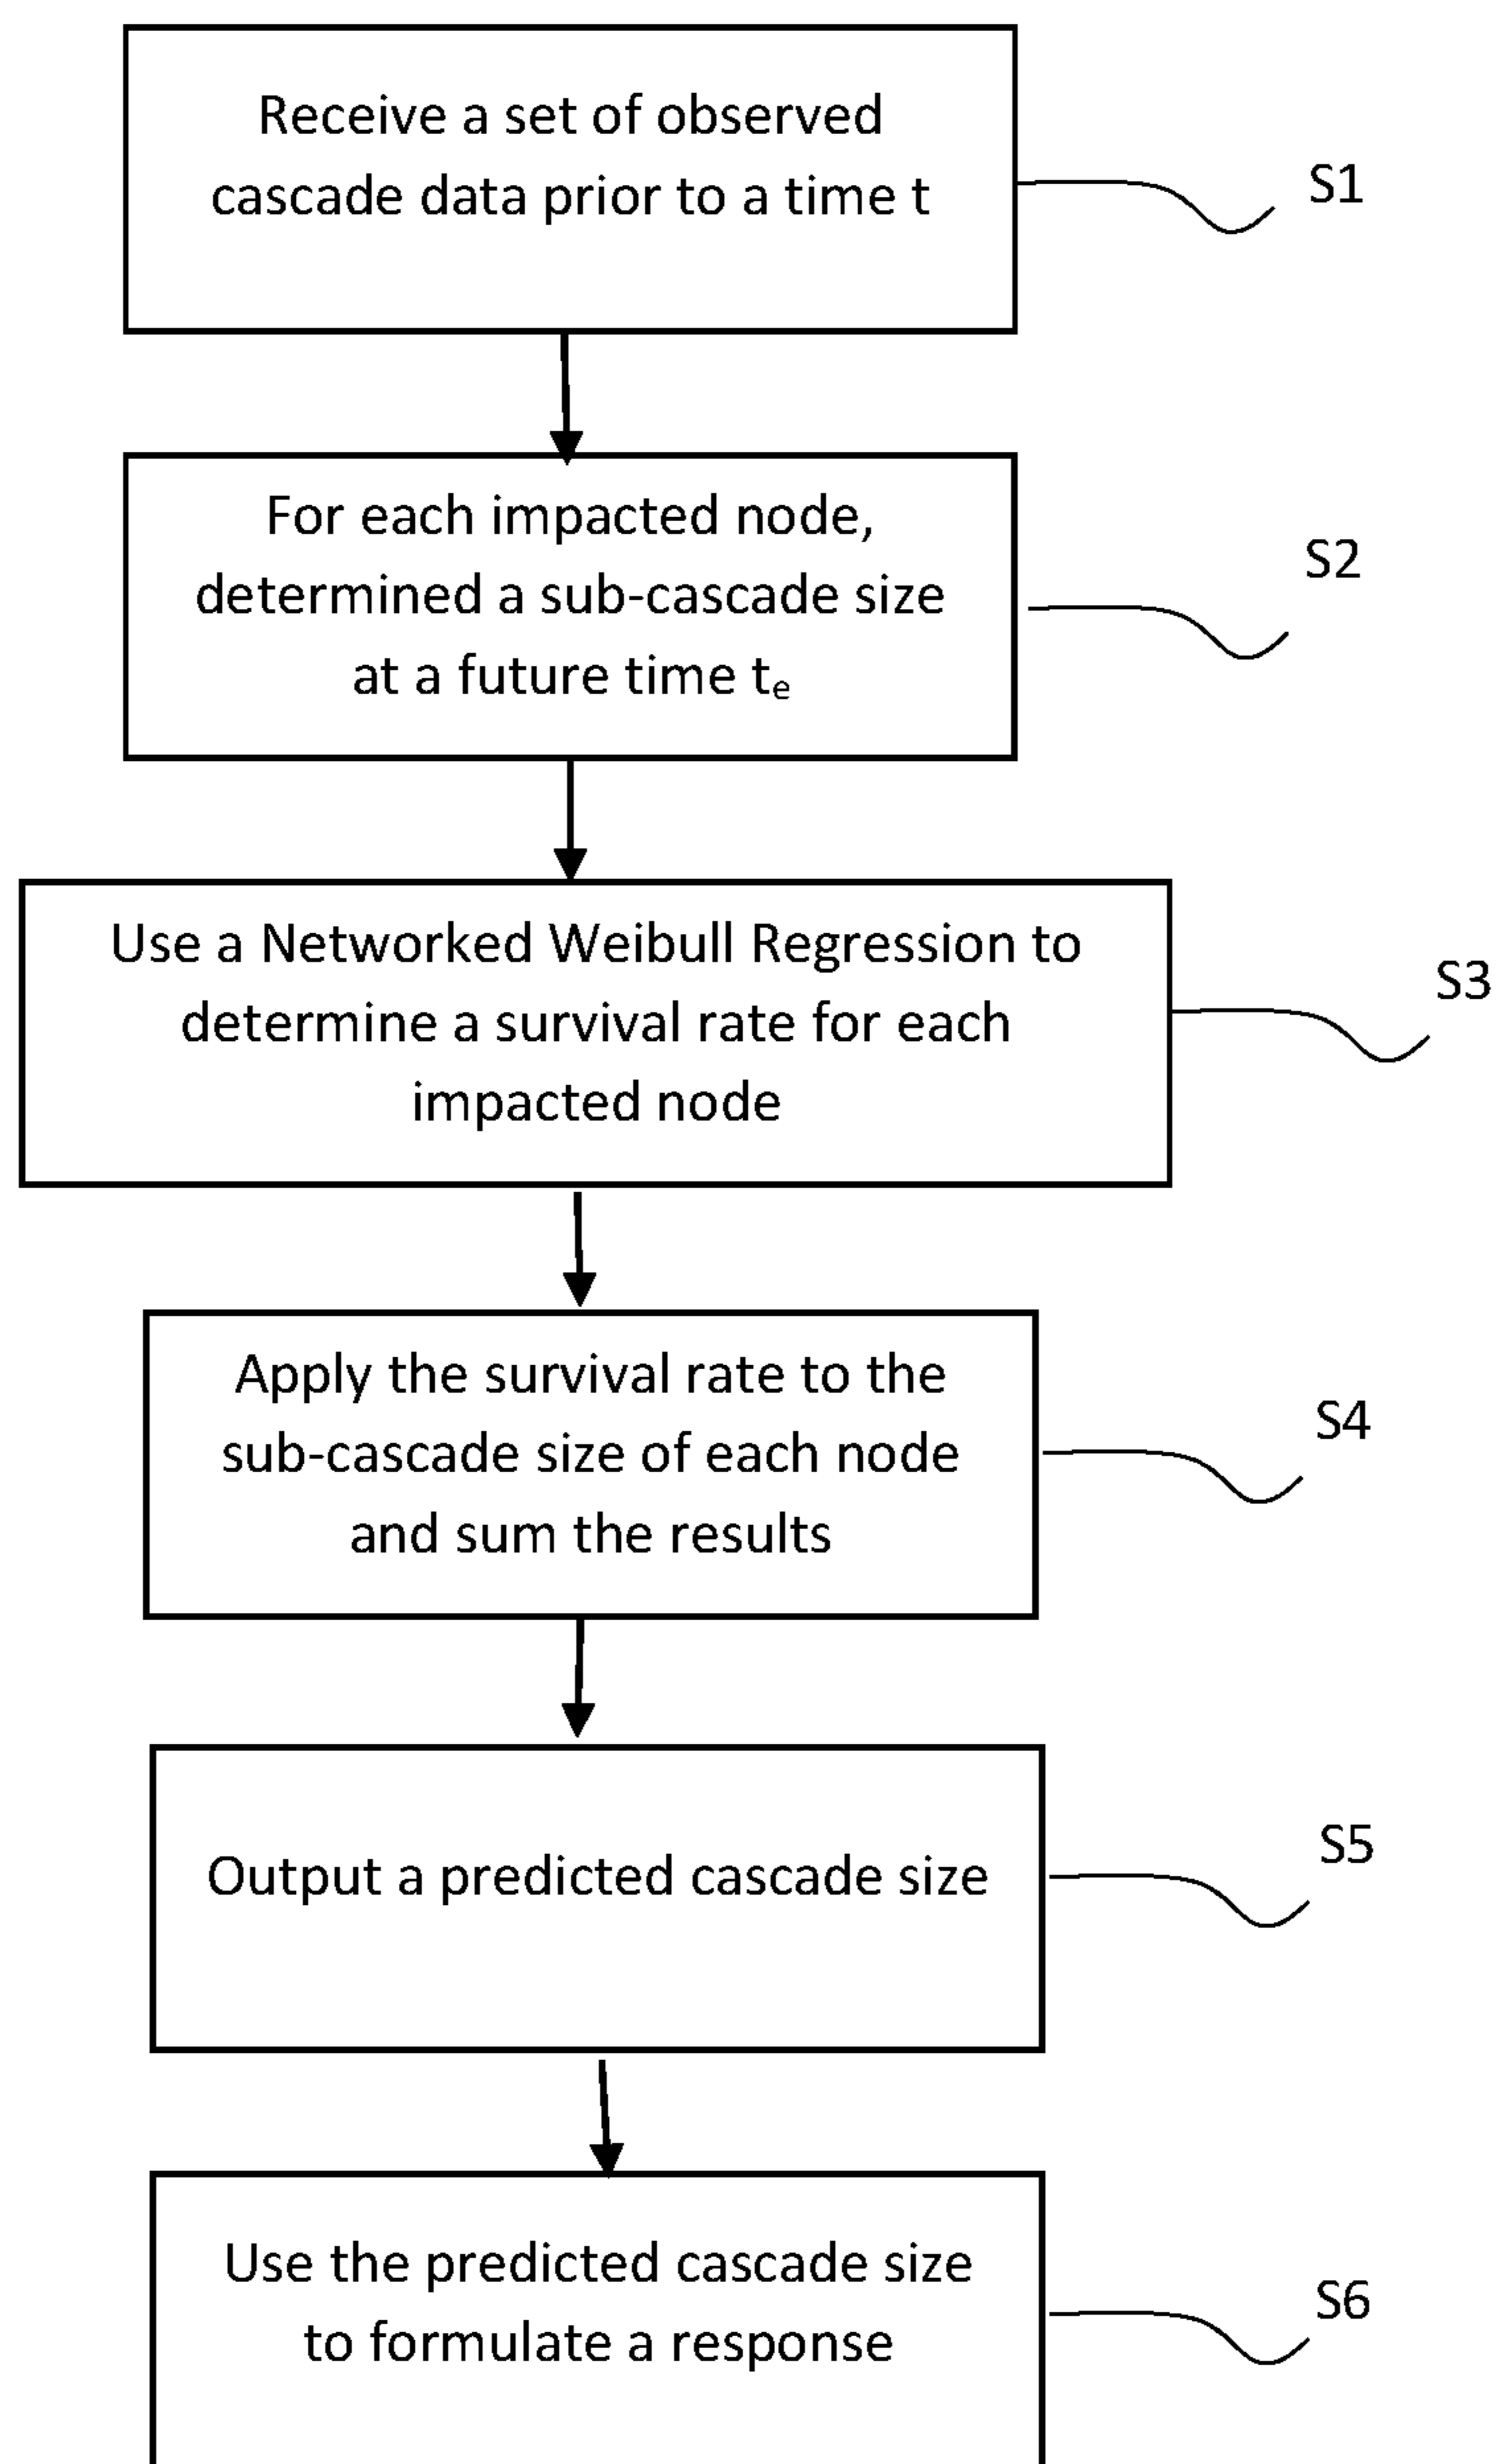 Receive a set of observed
cascade data prior to a time t
S1
For each impacted node,
determined a sub-cascade size
at a future time te
S2
Use a Networked Weibull Regression to
determine a survival rate for each
impacted node
S3
Apply the survival rate to the
sub-cascade size of each node
and sum the results
S4
Output a predicted cascade size
S5
Use the predicted cascade size
to formulate a response
S6